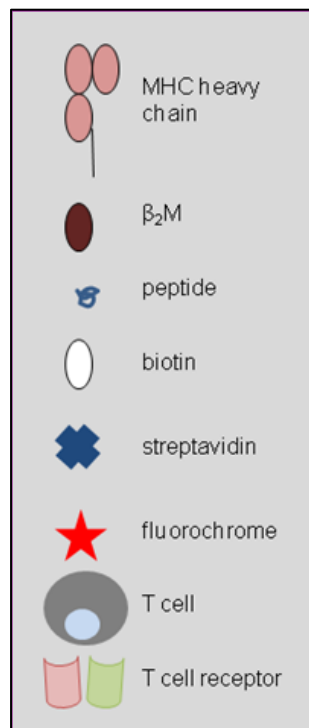 MHC heavy
chain
β₂M
peptide
biotin
streptavidin
fluorochrome
T cell
T cell receptor